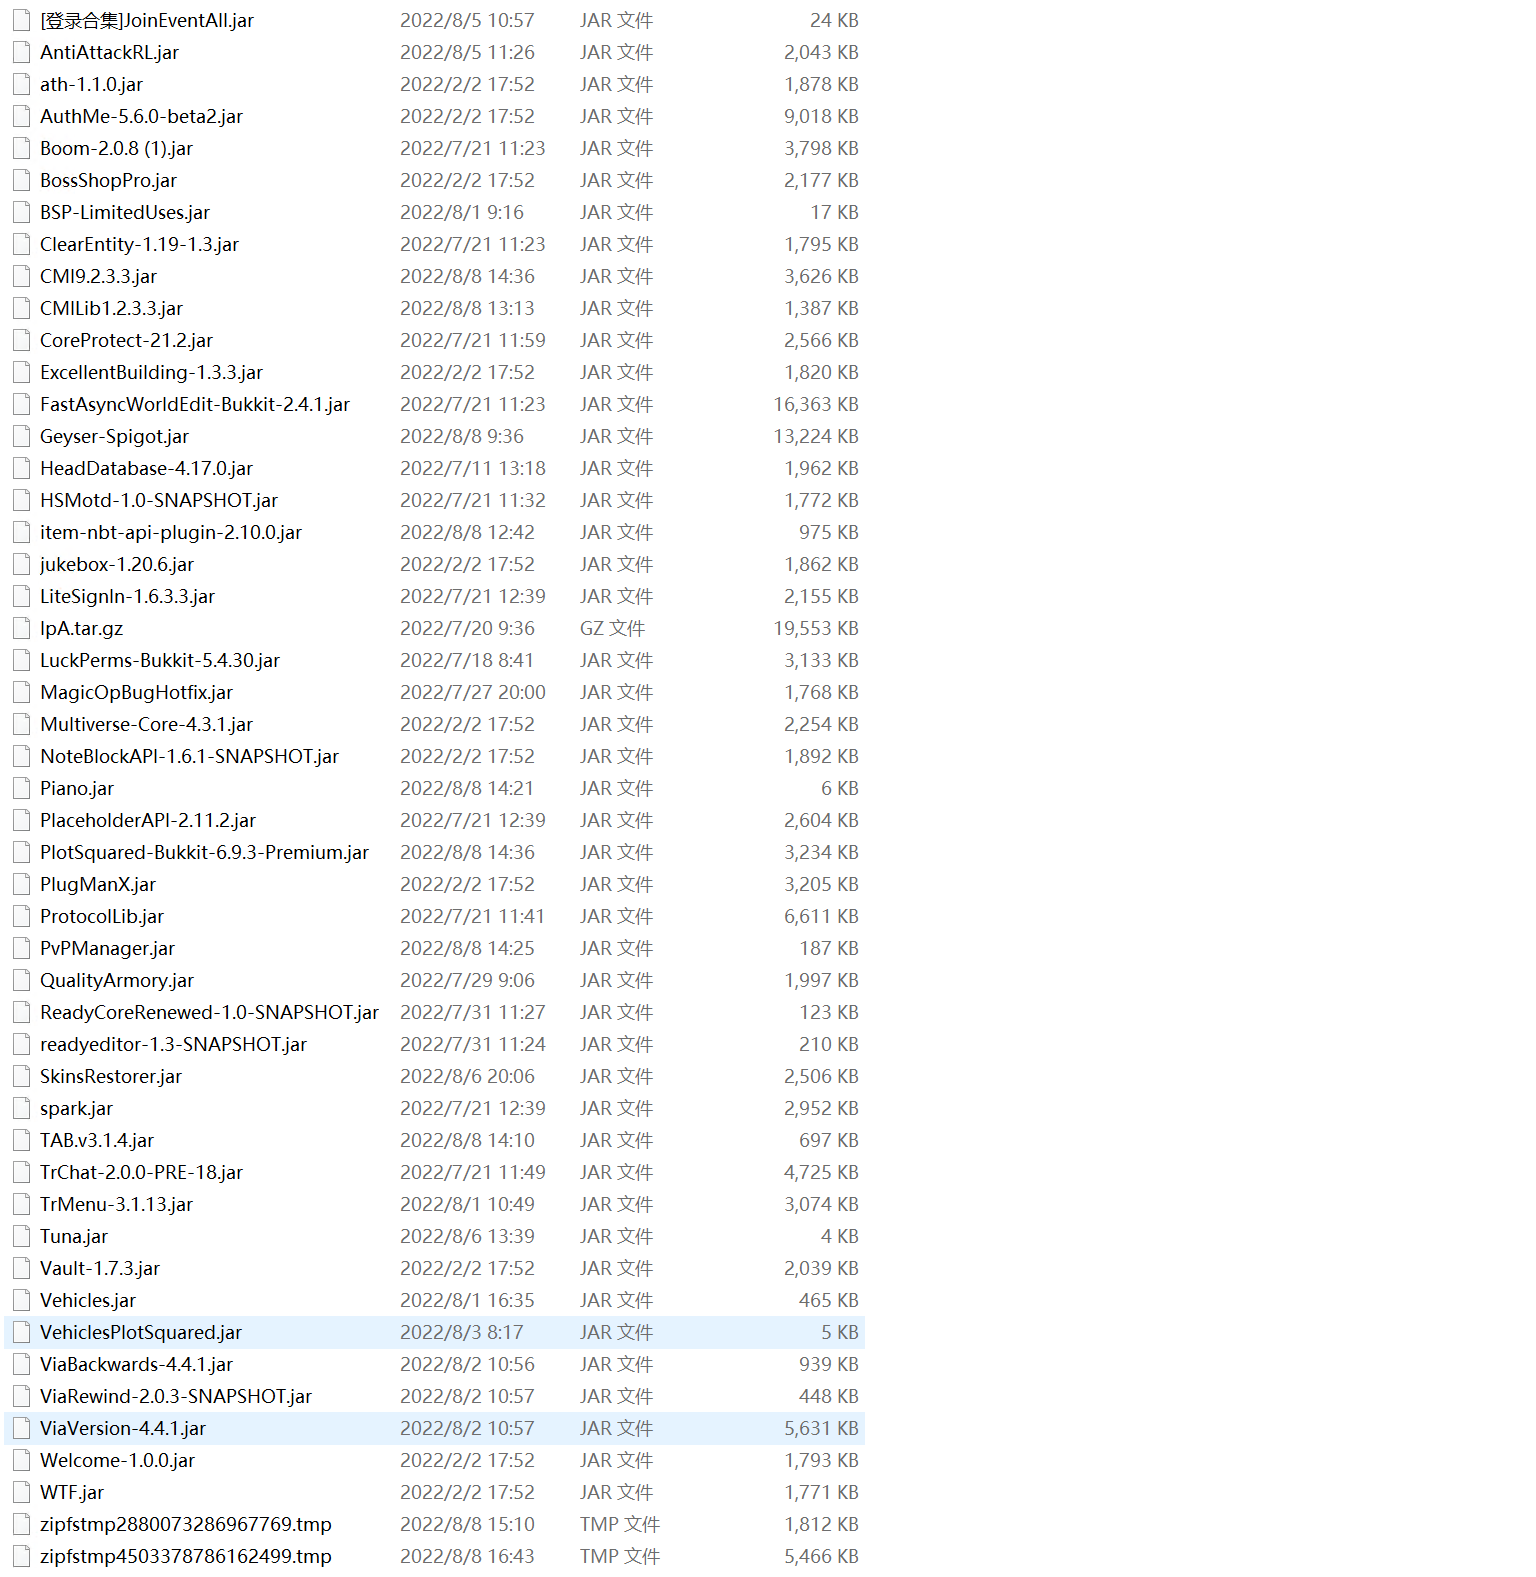 [登录合集]JoinEventAll.jar 2022/8/5 10:57 JAR 文件 24 KB
AntiAttackRL.jar 2022/8/5 11:26 JAR 文件 2,043 KB
ath-1.1.0.jar 2022/2/2 17:52 JAR 文件 1,878 KB
AuthMe-5.6.0-beta2.jar 2022/2/2 17:52 JAR 文件 9,018 KB
Boom-2.0.8 (1).jar 2022/7/21 11:23 JAR 文件 3,798 KB
BossShopPro.jar 2022/2/2 17:52 JAR 文件 2,177 KB
BSP-LimitedUses.jar 2022/8/1 9:16 JAR 文件 17 KB
ClearEntity-1.19-1.3.jar 2022/7/21 11:23 JAR 文件 1,795 KB
CMI9.2.3.3.jar 2022/8/8 14:36 JAR 文件 3,626 KB
CMILib1.2.3.3.jar 2022/8/8 13:13 JAR 文件 1,387 KB
CoreProtect-21.2.jar 2022/7/21 11:59 JAR 文件 2,566 KB
ExcellentBuilding-1.3.3.jar 2022/2/2 17:52 JAR 文件 1,820 KB
FastAsyncWorldEdit-Bukkit-2.4.1.jar 2022/7/21 11:23 JAR 文件 16,363 KB
Geyser-Spigot.jar 2022/8/8 9:36 JAR 文件 13,224 KB
HeadDatabase-4.17.0.jar 2022/7/11 13:18 JAR 文件 1,962 KB
HSMotd-1.0-SNAPSHOT.jar 2022/7/21 11:32 JAR 文件 1,772 KB
item-nbt-api-plugin-2.10.0.jar 2022/8/8 12:42 JAR 文件 975 KB
jukebox-1.20.6.jar 2022/2/2 17:52 JAR 文件 1,862 KB
LiteSignIn-1.6.3.3.jar 2022/7/21 12:39 JAR 文件 2,155 KB
lpA.tar.gz 2022/7/20 9:36 GZ 文件 19,553 KB
LuckPerms-Bukkit-5.4.30.jar 2022/7/18 8:41 JAR 文件 3,133 KB
MagicOpBugHotfix.jar 2022/7/27 20:00 JAR 文件 1,768 KB
Multiverse-Core-4.3.1.jar 2022/2/2 17:52 JAR 文件 2,254 KB
NoteBlockAPI-1.6.1-SNAPSHOT.jar 2022/2/2 17:52 JAR 文件 1,892 KB
Piano.jar 2022/8/8 14:21 JAR 文件 6 KB
PlaceholderAPI-2.11.2.jar 2022/7/21 12:39 JAR 文件 2,604 KB
PlotSquared-Bukkit-6.9.3-Premium.jar 2022/8/8 14:36 JAR 文件 3,234 KB
PlugManX.jar 2022/2/2 17:52 JAR 文件 3,205 KB
ProtocolLib.jar 2022/7/21 11:41 JAR 文件 6,611 KB
PvPManager.jar 2022/8/8 14:25 JAR 文件 187 KB
QualityArmory.jar 2022/7/29 9:06 JAR 文件 1,997 KB
ReadyCoreRenewed-1.0-SNAPSHOT.jar 2022/7/31 11:27 JAR 文件 123 KB
readyeditor-1.3-SNAPSHOT.jar 2022/7/31 11:24 JAR 文件 210 KB
SkinsRestorer.jar 2022/8/6 20:06 JAR 文件 2,506 KB
spark.jar 2022/7/21 12:39 JAR 文件 2,952 KB
TAB.v3.1.4.jar 2022/8/8 14:10 JAR 文件 697 KB
TrChat-2.0.0-PRE-18.jar 2022/7/21 11:49 JAR 文件 4,725 KB
TrMenu-3.1.13.jar 2022/8/1 10:49 JAR 文件 3,074 KB
Tuna.jar 2022/8/6 13:39 JAR 文件 4 KB
Vault-1.7.3.jar 2022/2/2 17:52 JAR 文件 2,039 KB
Vehicles.jar 2022/8/1 16:35 JAR 文件 465 KB
VehiclesPlotSquared.jar 2022/8/3 8:17 JAR 文件 5 KB
ViaBackwards-4.4.1.jar 2022/8/2 10:56 JAR 文件 939 KB
ViaRewind-2.0.3-SNAPSHOT.jar 2022/8/2 10:57 JAR 文件 448 KB
ViaVersion-4.4.1.jar 2022/8/2 10:57 JAR 文件 5,631 KB
Welcome-1.0.0.jar 2022/2/2 17:52 JAR 文件 1,793 KB
WTF.jar 2022/2/2 17:52 JAR 文件 1,771 KB
zipfstmp2880073286967769.tmp 2022/8/8 15:10 TMP 文件 1,812 KB
zipfstmp4503378786162499.tmp 2022/8/8 16:43 TMP 文件 5,466 KB